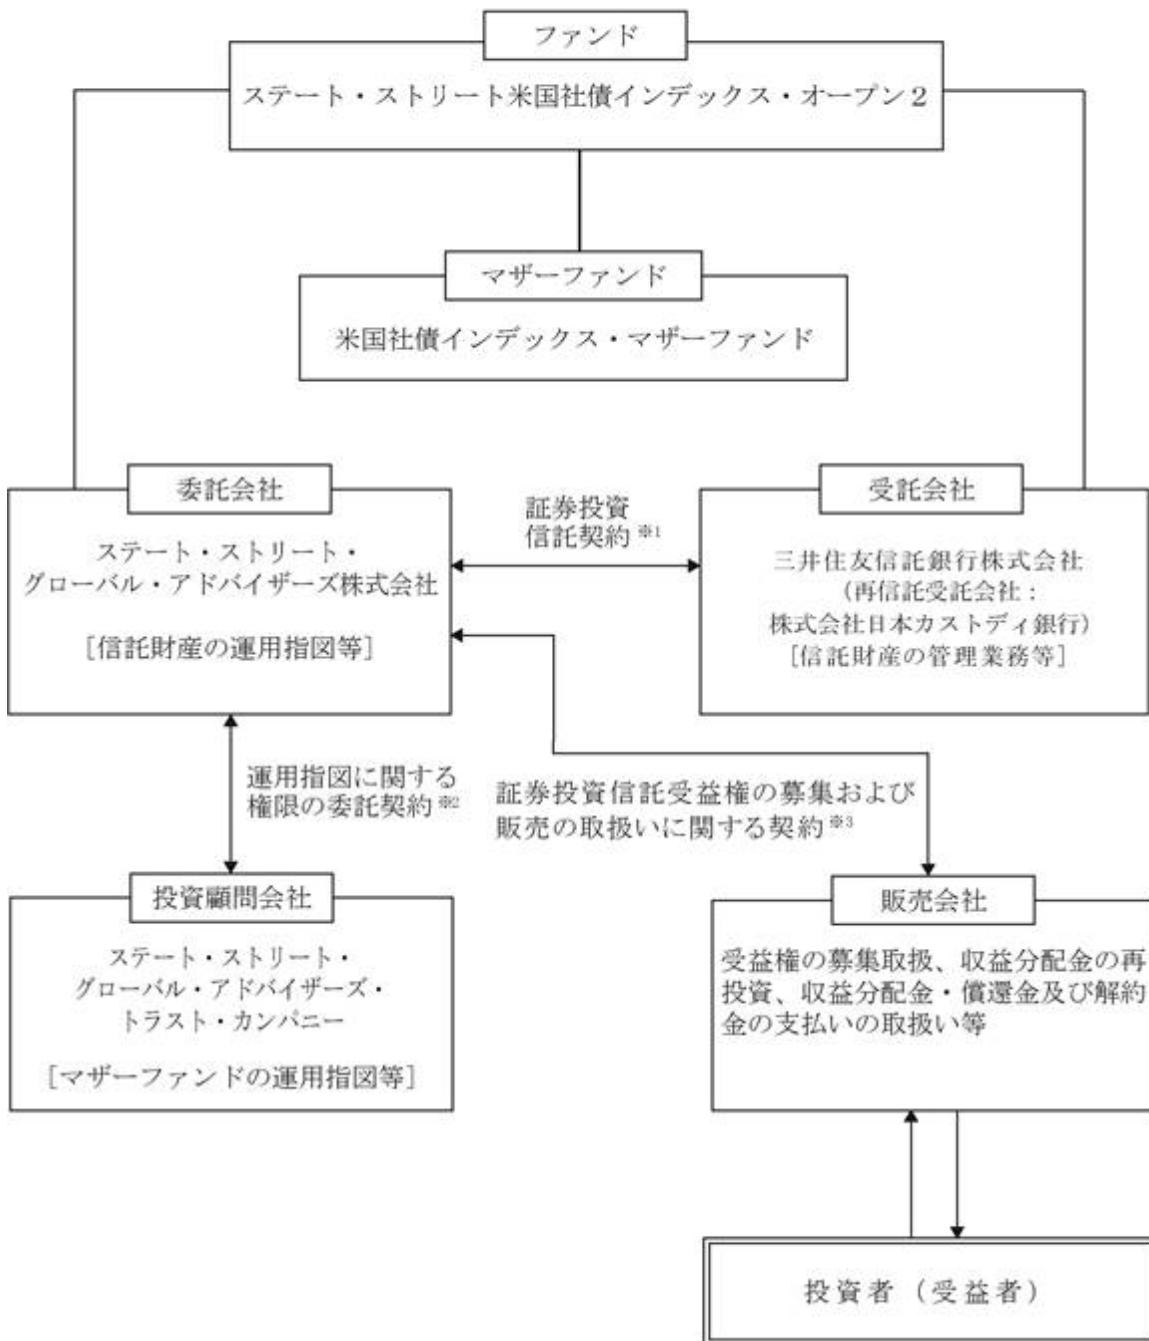 ファンド
ステート・ストリート米国社債インデックス・オープン２
マザーファンド
米国社債インデックス・マザーファンド
委託会社
ステート・ストリート・
グローバル・アドバイザーズ株式会社
［信託財産の運用指図等］
証券投資
信託契約※1
受託会社
三井住友信託銀行株式会社
（再信託受託会社：
株式会社日本カストディ銀行）
［信託財産の管理業務等］
運用指図に関する
権限の委託契約※2
証券投資信託受益権の募集および
販売の取扱いに関する契約※3
投資顧問会社
ステート・ストリート・
グローバル・アドバイザーズ・
トラスト・カンパニー
［マザーファンドの運用指図等］
販売会社
受益権の募集取扱、収益分配金の再
投資、収益分配金・償還金及び解約
金の支払いの取扱い等
投資者（受益者）